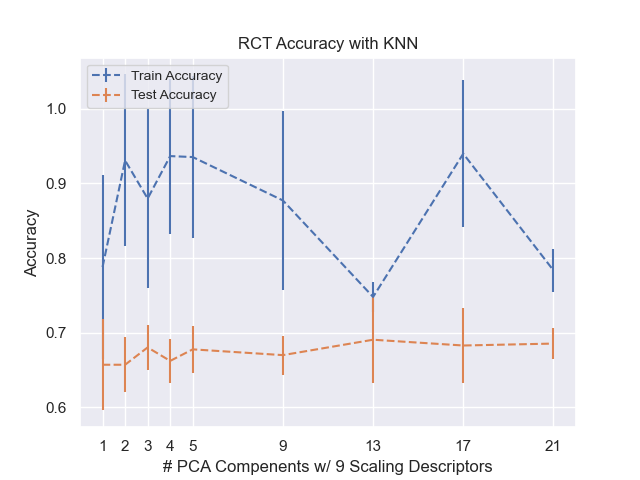 RCT Accuracy with KNN
Train Accuracy
Test Accuracy
1.0
0.9
0.8
0.7
0.6
Accuracy
1 2 3 4 5 9 13 17 21
# PCA Compenents w/ 9 Scaling Descriptors